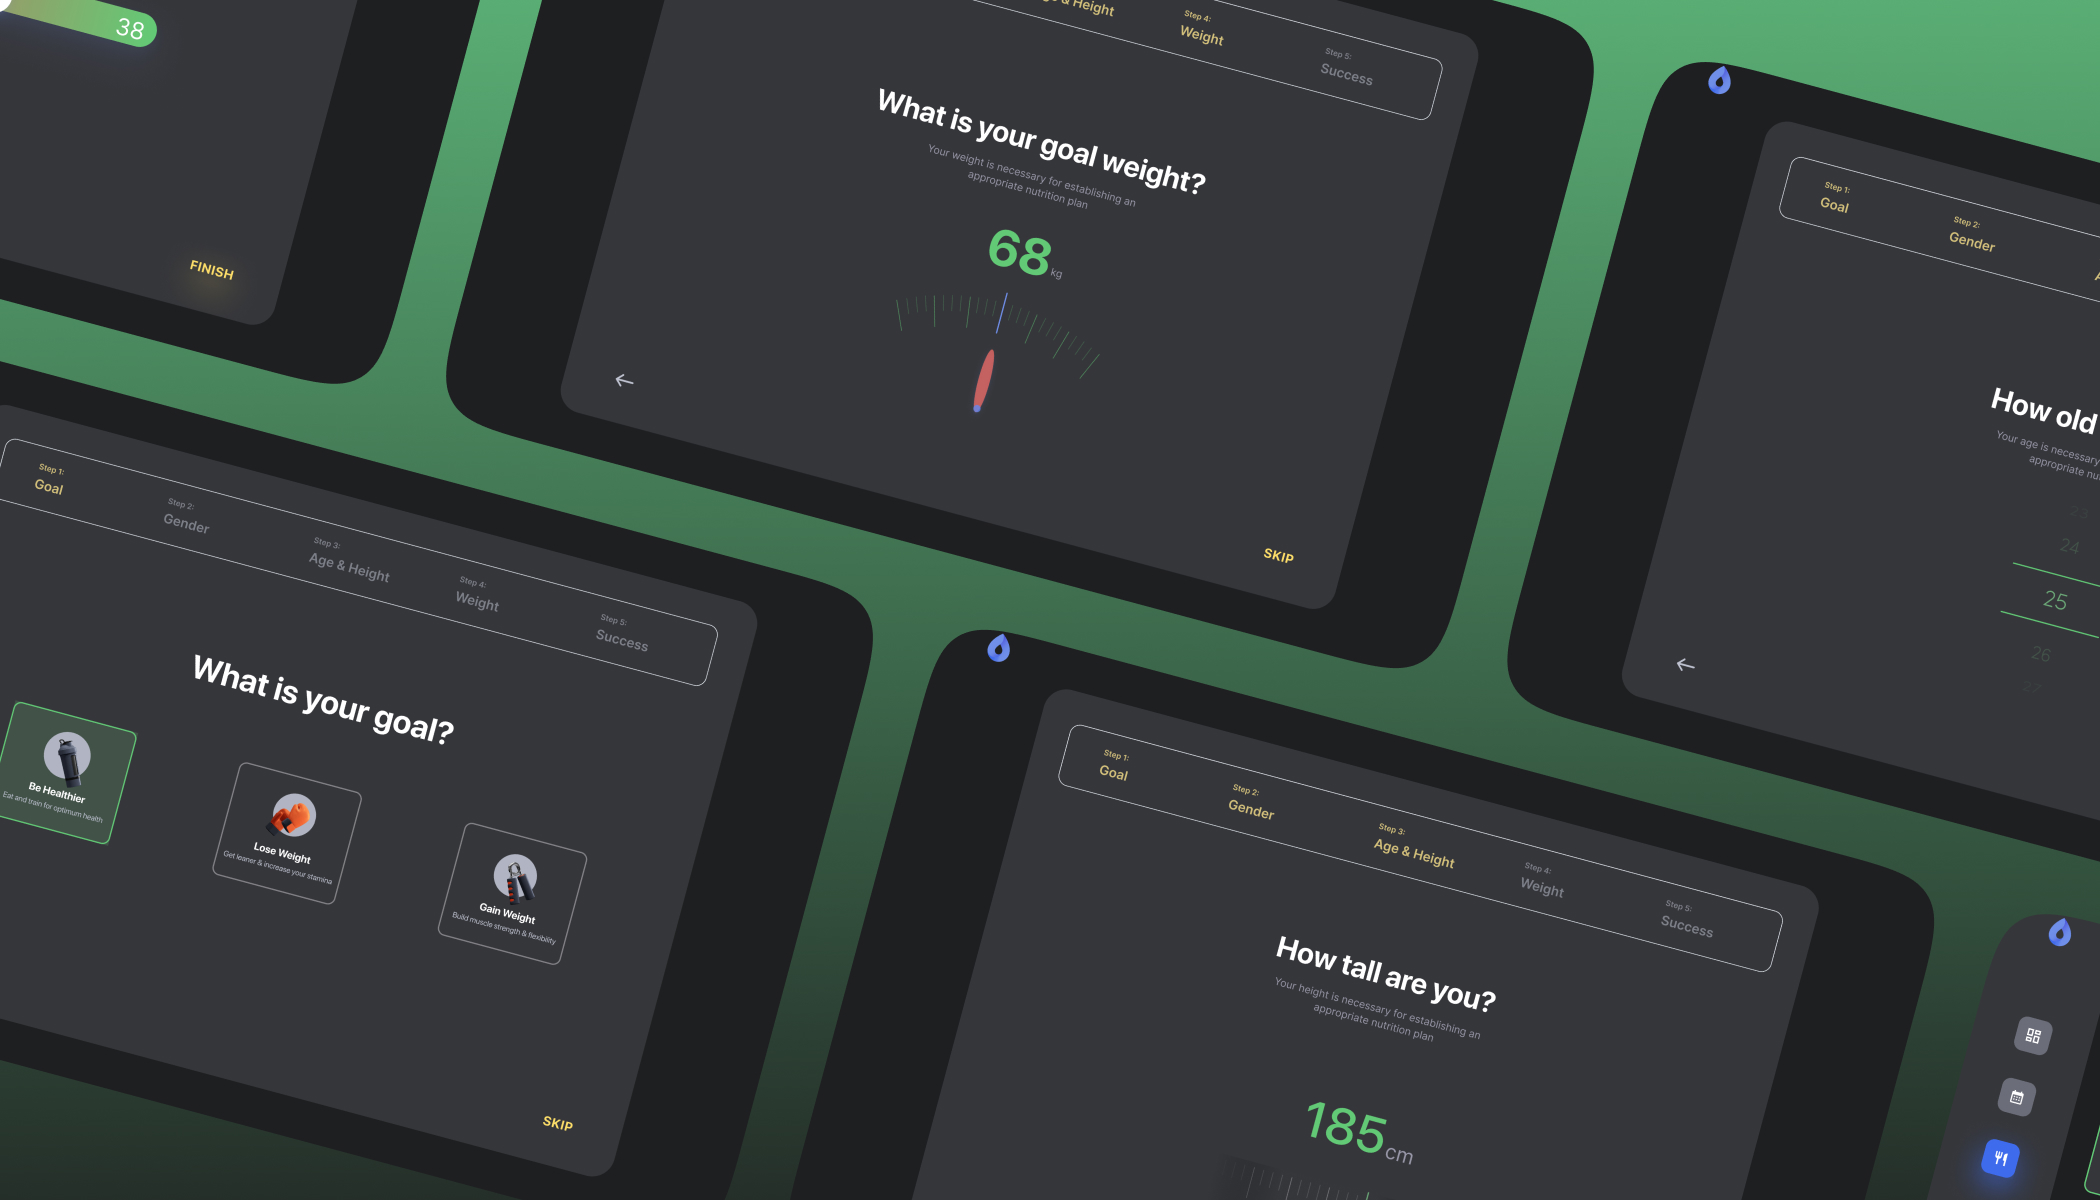 38
FINISH
& Height
Step 4:
Weight
Step 5:
Success
What is your goal weight?
Your weight is necessary for establishing an
appropriate nutrition plan
68 kg
SKIP
Step 1:
Goal
Step 2:
Gender
How old
Your age is necessary
appropriate
23
24
25
26
27
Step 1:
Goal
Step 2:
Gender
Step 3:
Age & Height
Step 4:
Weight
Step 5:
Success
What is your goal?
Be Healthier
Eat and train for optimum health
Lose Weight
Get leaner & increase your stamina
Gain Weight
Build muscle strength & flexibility
SKIP
Step 1:
Goal
Step 2:
Gender
Step 3:
Age & Height
Step 4:
Weight
Step 5:
Success
How tall are you?
Your height is necessary for establishing an
appropriate nutrition plan
185 cm